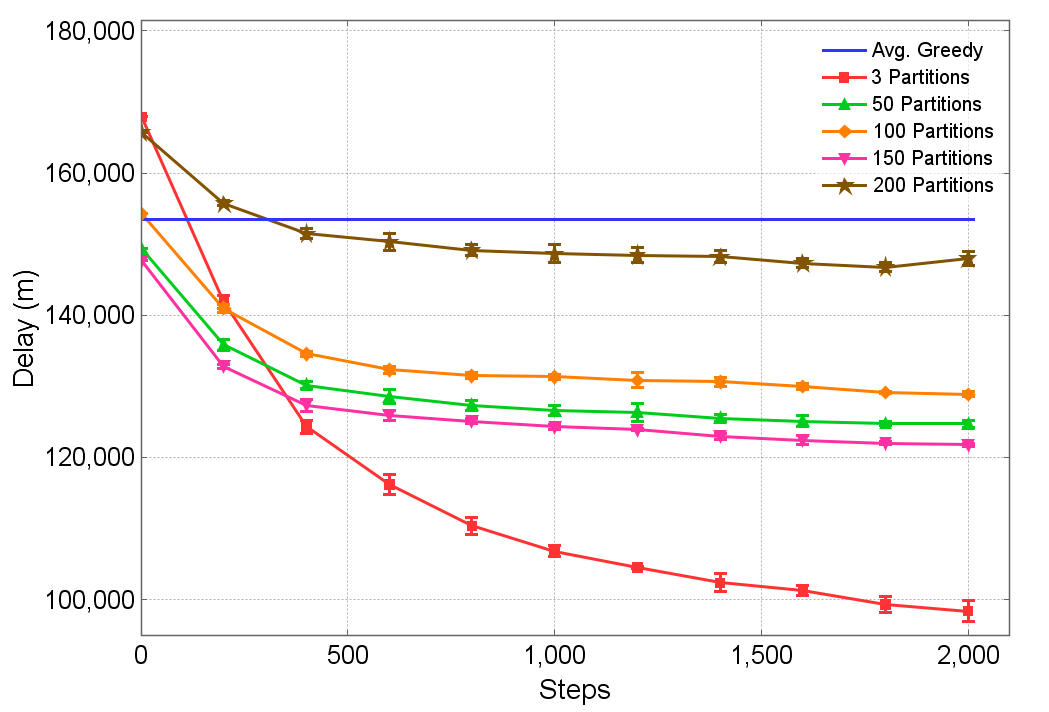 180,000
160,000
140,000
120,000
100,000
Delay (m)
0
500
1,000
1,500
2,000
Steps
Avg. Greedy
3 Partitions
50 Partitions
100 Partitions
150 Partitions
200 Partitions